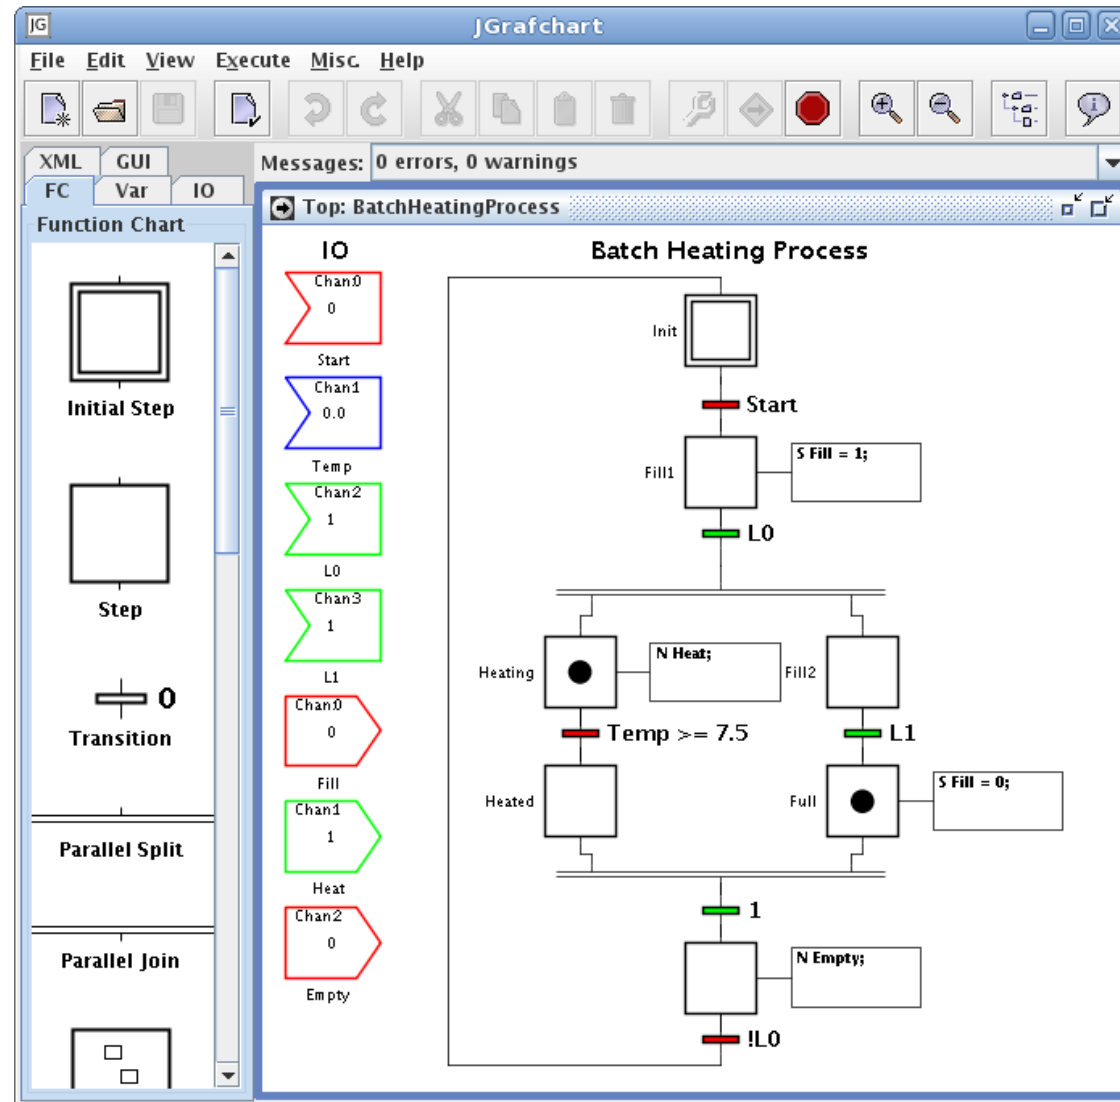 JG
JGrafchart
File Edit View Execute Misc. Help
XML GUI
FC Var IO
Messages: 0 errors, 0 warnings
Function Chart
Initial Step
Step
0
Transition
Parallel Split
Parallel Join
Top: BatchHeatingProcess
IO
Chan0
0
Start
Chan1
0.0
Temp
Chan2
1
L0
Chan3
1
L1
Chan0
0
Fill
Chan1
1
Heat
Chan2
0
Empty
Batch Heating Process
Init
Start
Fill1
S Fill = 1;
L0
Heating
N Heat;
Fill2
Temp >= 7.5
L1
Heated
Full
S Fill = 0;
1
N Empty;
!L0